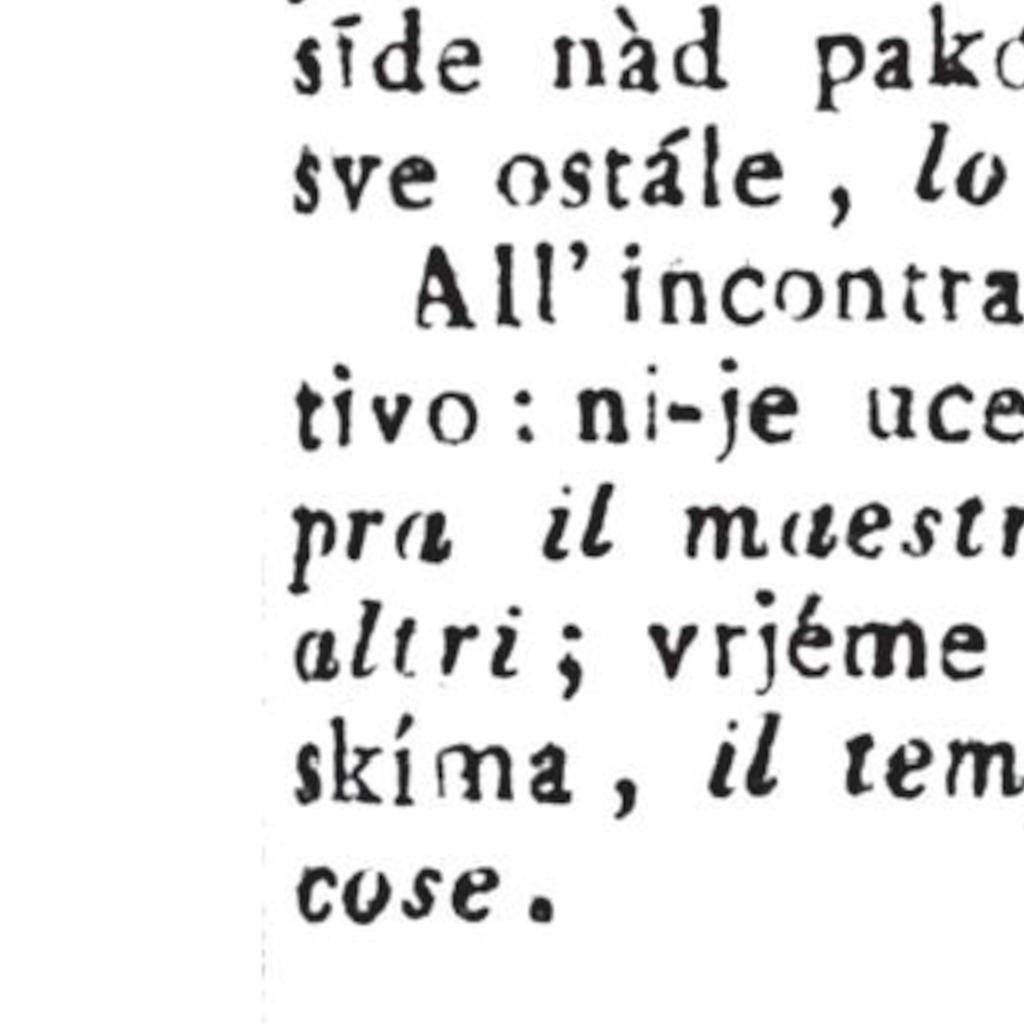 sīde nàd pako
sve ostále, lo
All' incontra
tivo: ni-je uce
pra il maestr
altri; vrjéme
skíma, il tem
cose.